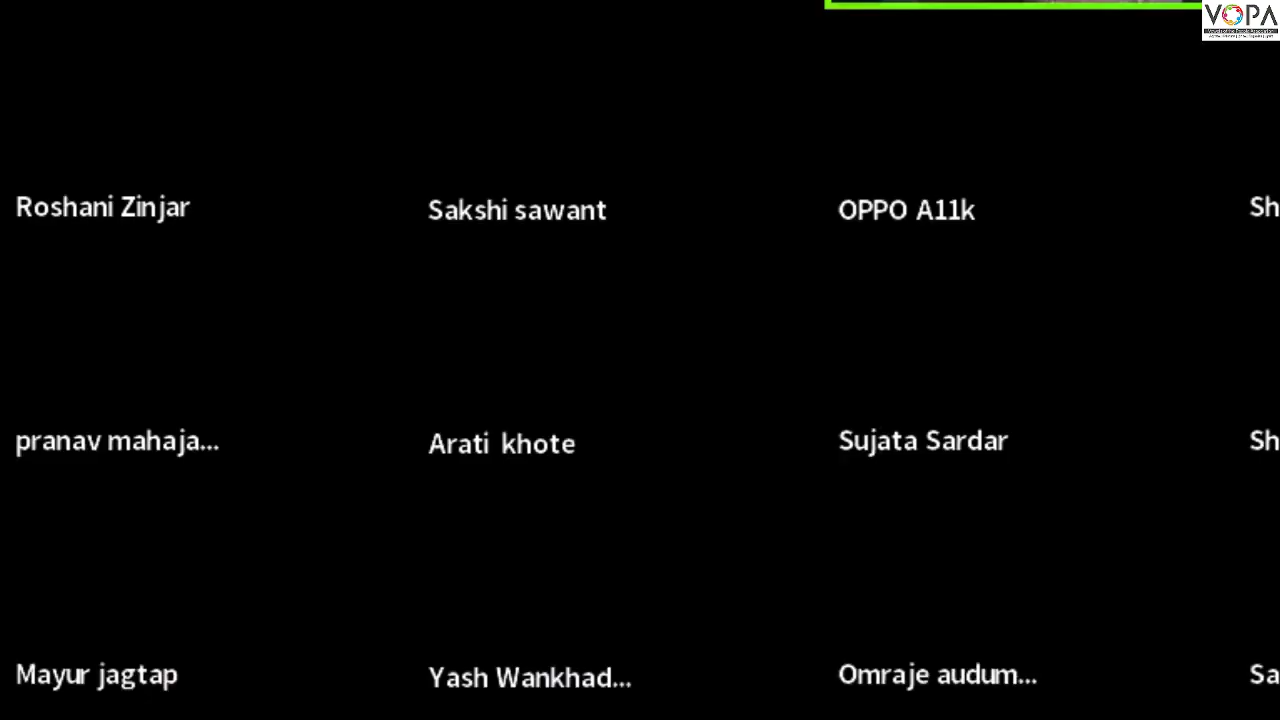 VOPA
Roshani Zinjar
Sakshi sawant
OPPO A11k
Sh
pranav mahaja...
Arati khote
Sujata Sardar
Sh
Mayur jagtap
Yash Wankhad...
Omraje audum...
Sa